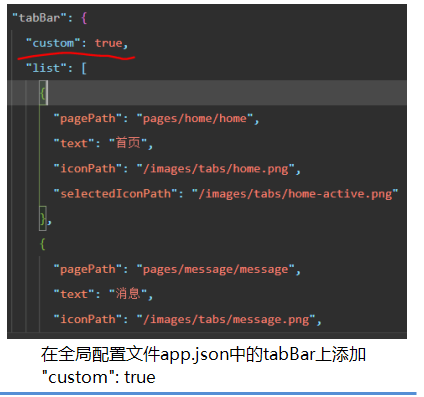 "tabBar": {
"custom": true,
"list": [
{
"pagePath": "pages/home/home",
"text": "首页",
"iconPath": "/images/tabs/home.png",
"selectedIconPath": "/images/tabs/home-active.png"
},
{
"pagePath": "pages/message/message",
"text": "消息",
"iconPath": "/images/tabs/message.png",
在全局配置文件app.json中的tabBar上添加
"custom": true